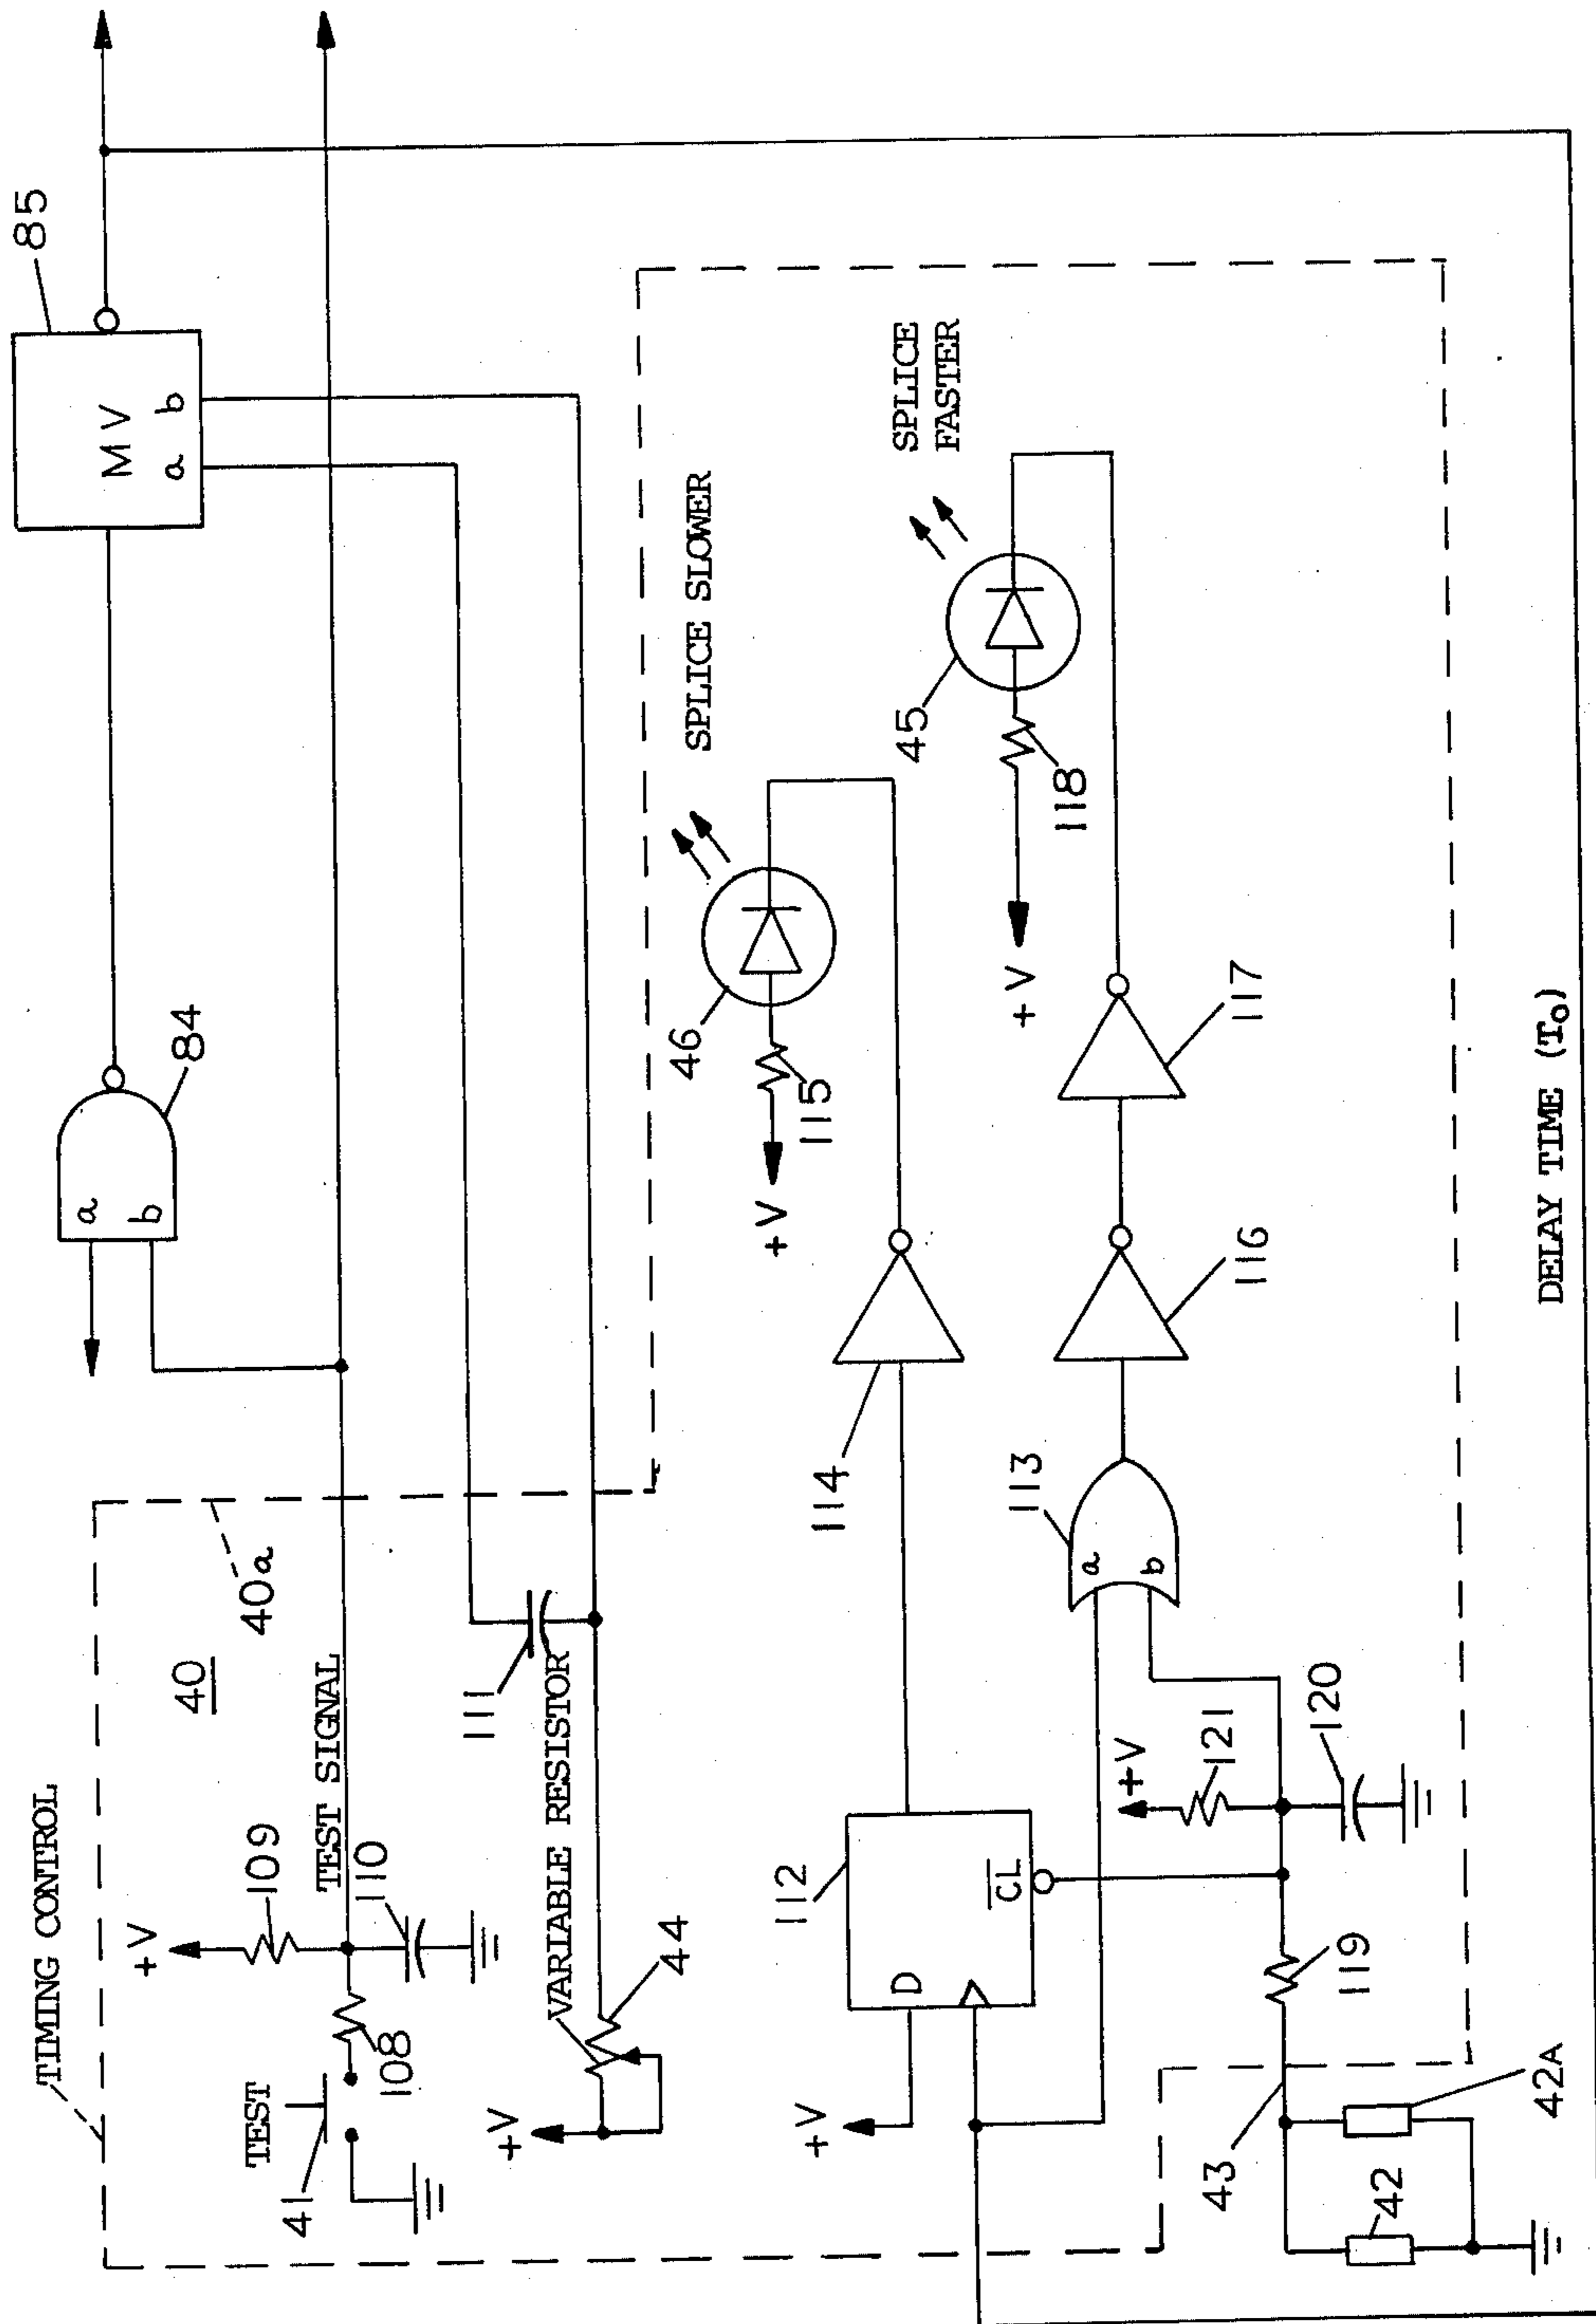 TIMING CONTROL
40
40a
TEST
41
108
+V
109
110
TEST SIGNAL
a
b
84
MV
a b
85
+V
VARIABLE RESISTOR
44
111
SPLICE SLOWER
+V
115
46
SPLICE
FASTER
+V
118
45
+V
D
CL
112
114
113
a
b
116
117
+V
121
120
119
43
42
42A
DELAY TIME (T₀)